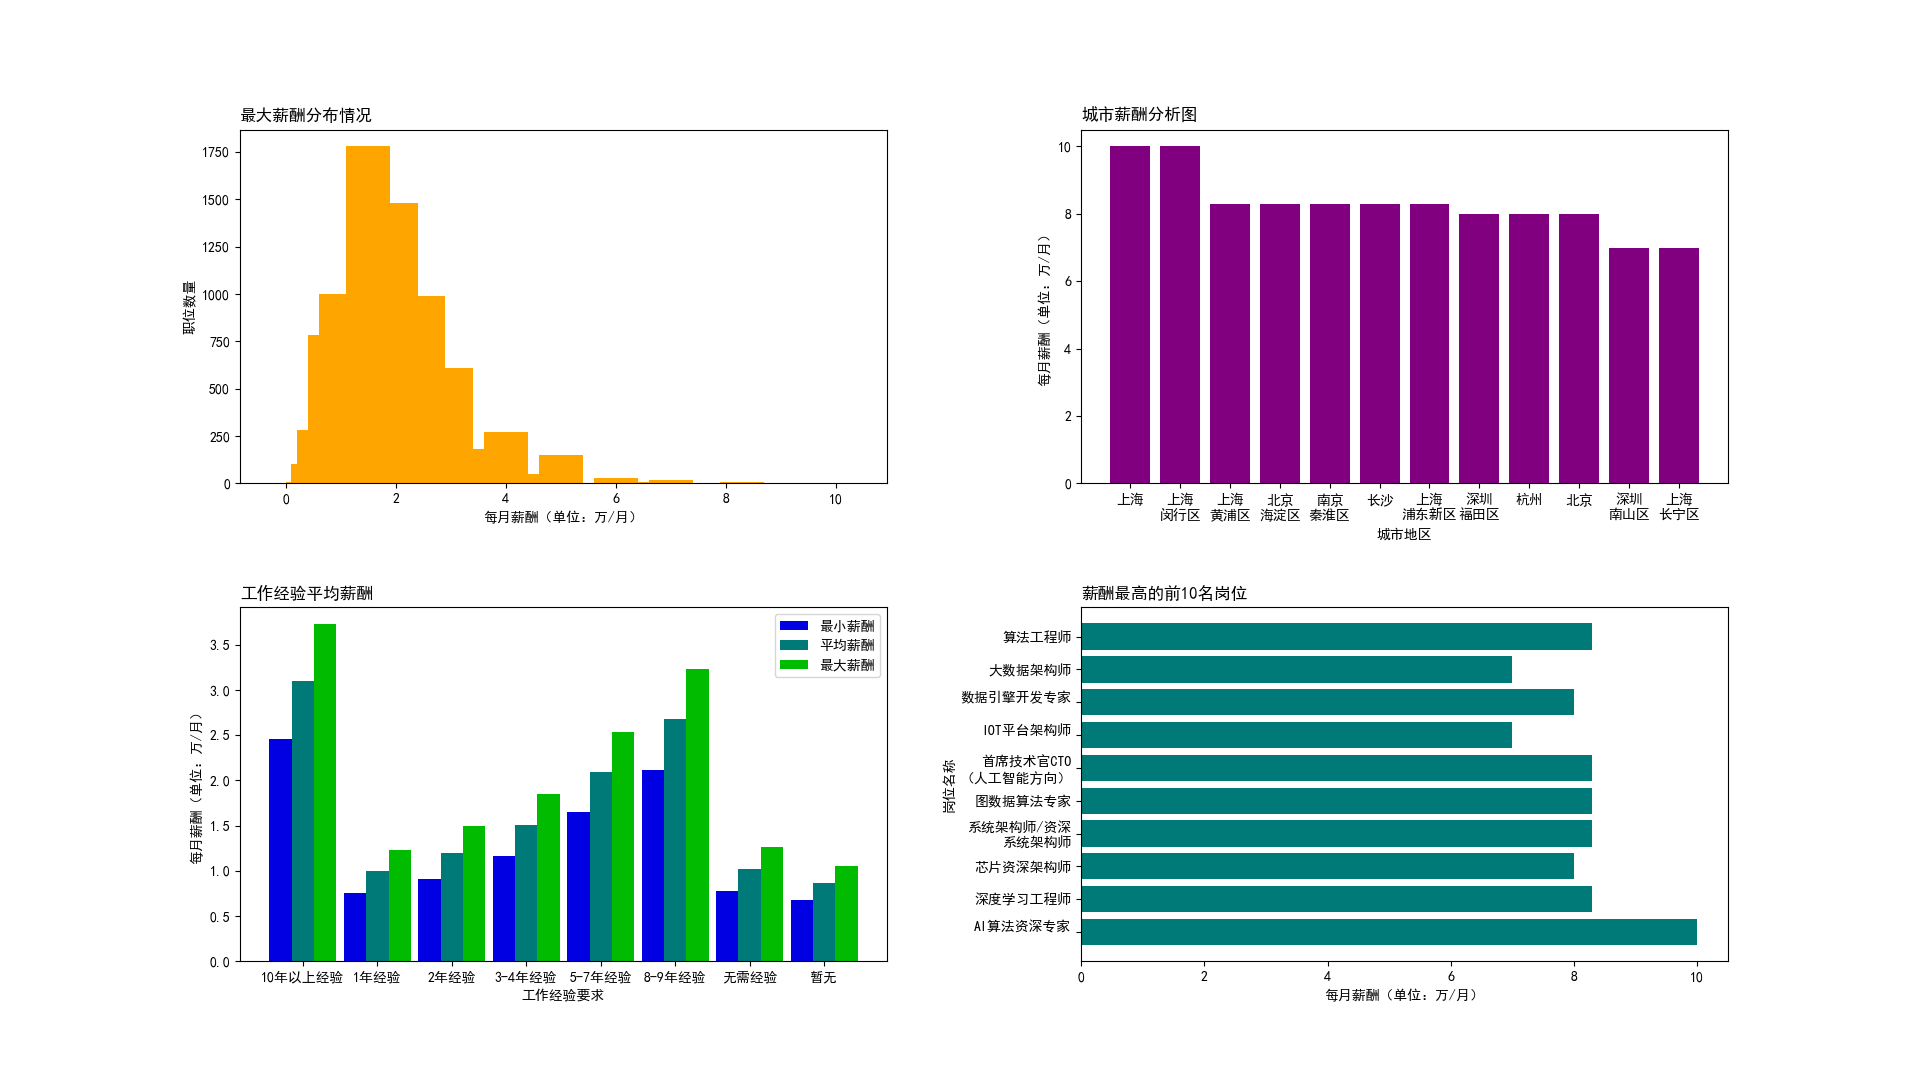 最大薪酬分布情况
1750
1500
1250
1000
750
500
250
0
职位数量
0 2 4 6 8 10
每月薪酬（单位：万/月）
城市薪酬分析图
10
8
6
4
2
0
每月薪酬（单位：万/月）
上海 上海 上海 北京 南京 长沙 上海 深圳 杭州 北京 深圳 上海
闵行区 黄浦区 海淀区 秦淮区 浦东新区 福田区 南山区 长宁区
城市地区
工作经验平均薪酬
最小薪酬
平均薪酬
最大薪酬
3.5
3.0
2.5
2.0
1.5
1.0
0.5
0.0
每月薪酬（单位：万/月）
10年以上经验 1年经验 2年经验 3-4年经验 5-7年经验 8-9年经验 无需经验 暂无
工作经验要求
薪酬最高的前10名岗位
算法工程师
大数据架构师
数据引擎开发专家
IOT平台架构师
首席技术官CTO
（人工智能方向）
图数据算法专家
系统架构师/资深
系统架构师
芯片资深架构师
深度学习工程师
AI算法资深专家
岗位名称
0 2 4 6 8 10
每月薪酬（单位：万/月）